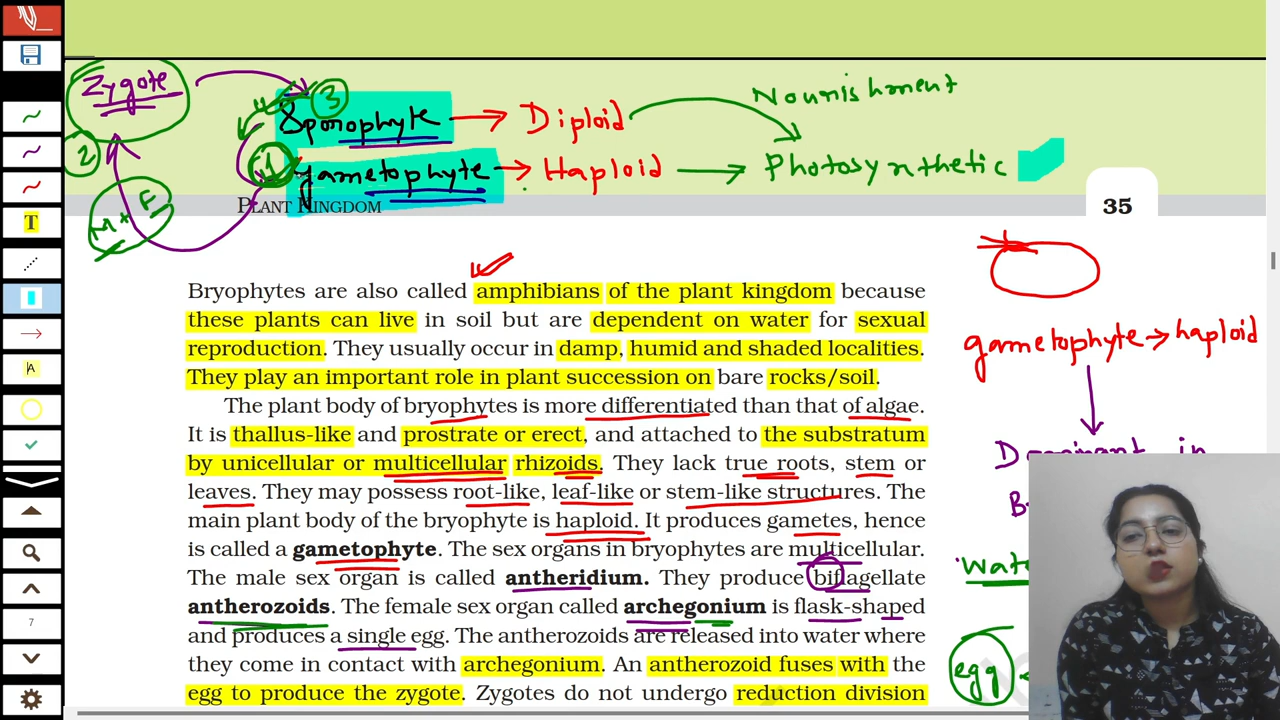 Zygote
3
Sporophyte → Diploid
Nourishment
2
1
gametophyte → Haploid → Photosynthetic
M + F
PLANT KINGDOM
35
Bryophytes are also called amphibians of the plant kingdom because
these plants can live in soil but are dependent on water for sexual
reproduction. They usually occur in damp, humid and shaded localities.
They play an important role in plant succession on bare rocks/soil.
gametophyte → haploid
The plant body of bryophytes is more differentiated than that of algae.
It is thallus-like and prostrate or erect, and attached to the substratum
by unicellular or multicellular rhizoids. They lack true roots, stem or
leaves. They may possess root-like, leaf-like or stem-like structures. The
main plant body of the bryophyte is haploid. It produces gametes, hence
is called a gametophyte. The sex organs in bryophytes are multicellular.
The male sex organ is called antheridium. They produce biflagellate
antherozoids. The female sex organ called archegonium is flask-shaped
and produces a single egg. The antherozoids are released into water where
they come in contact with archegonium. An antherozoid fuses with the
egg to produce the zygote. Zygotes do not undergo reduction division
in
egg
T
A
7